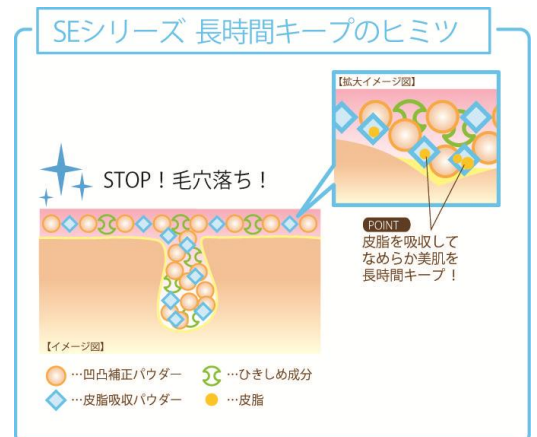 SEシリーズ 長時間キープのヒミツ
【拡大イメージ図】
STOP！毛穴落ち！
POINT
皮脂を吸収して
なめらか美肌を
長時間キープ！
【イメージ図】
…凹凸補正パウダー
…ひきしめ成分
…皮脂吸収パウダー
…皮脂